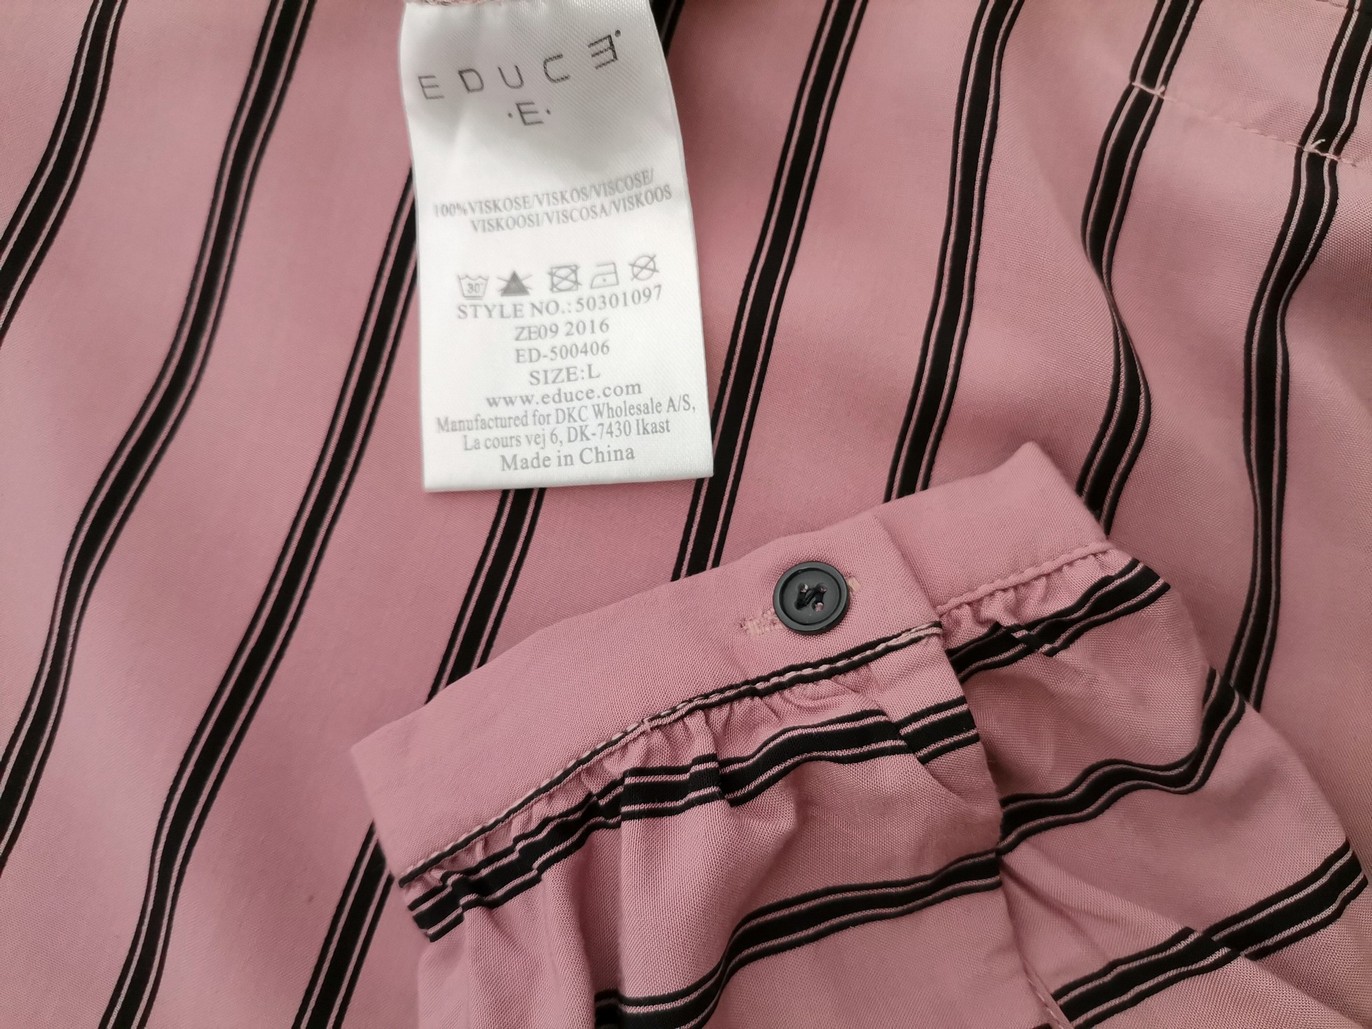 EDUCE
·E·
100%VISKOSE/VISKOS/VISCOSE/
VISKOOSI/VISCOSA/VISKOOS
30°
STYLE NO.:50301097
ZE09 2016
ED-500406
SIZE:L
www.educe.com
Manufactured for DKC Wholesale A/S,
La cours vej 6, DK-7430 Ikast
Made in China